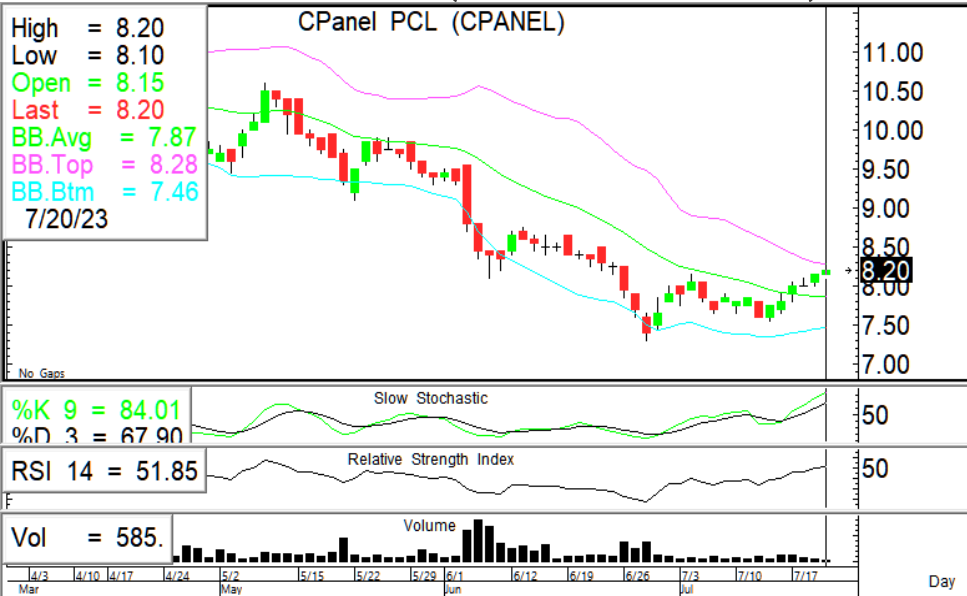 CPanel PCL (CPANEL)
High = 8.20
Low = 8.10
Open = 8.15
Last = 8.20
BB.Avg = 7.87
BB.Top = 8.28
BB.Btm = 7.46
7/20/23
11.00
10.50
10.00
9.50
9.00
8.50
8.20
8.00
7.50
7.00
No Gaps
Slow Stochastic
%K 9 = 84.01
%D 3 = 67.90
50
Relative Strength Index
RSI 14 = 51.85
50
Volume
Vol = 585.
4/3 4/10 4/17 4/24 5/2 5/15 5/22 5/29 6/1 6/12 6/19 6/26 7/3 7/10 7/17
Mar May Jun Jul
Day